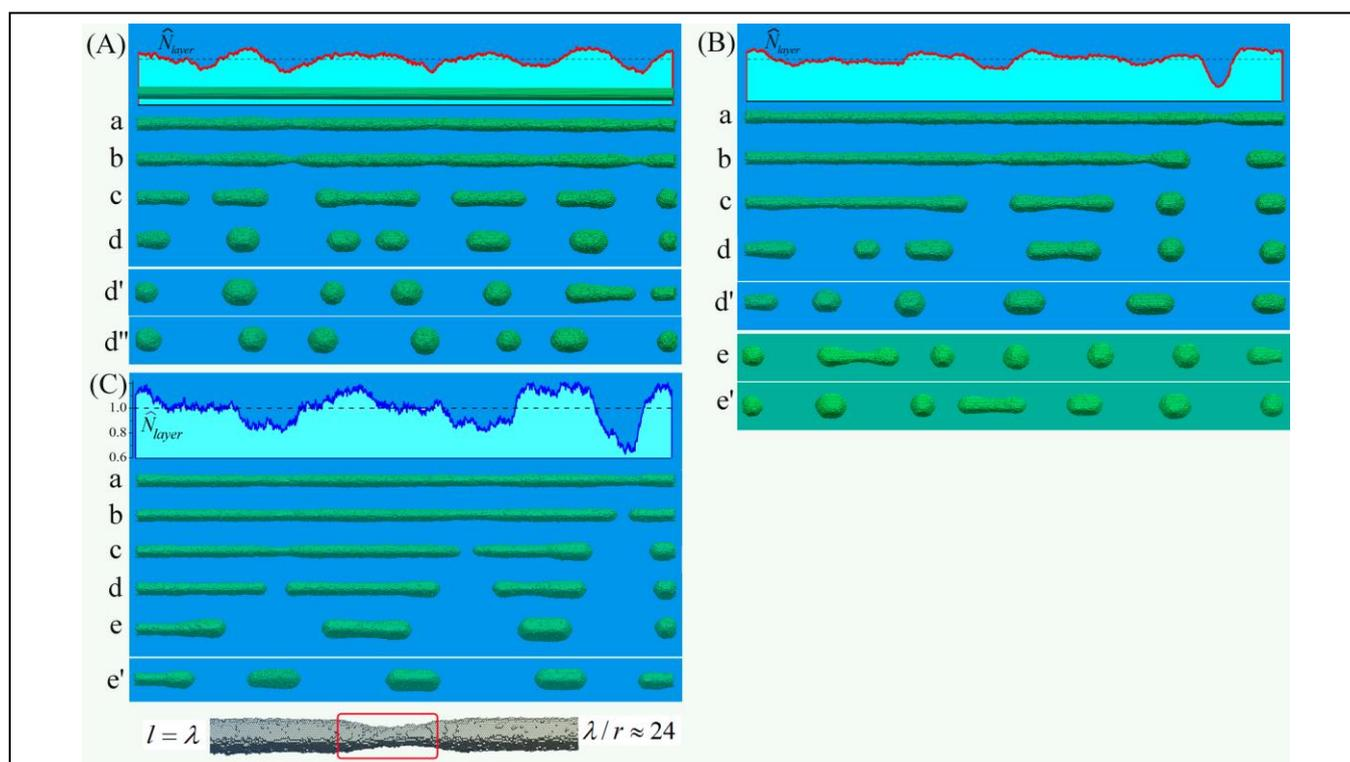 (A)
N̂layer
a
b
c
d
d'
d"
(B)
N̂layer
a
b
c
d
d'
e
e'
(C)
1.0
N̂layer
0.8
0.6
a
b
c
d
e
e'
l = λ
λ/r ≈ 24